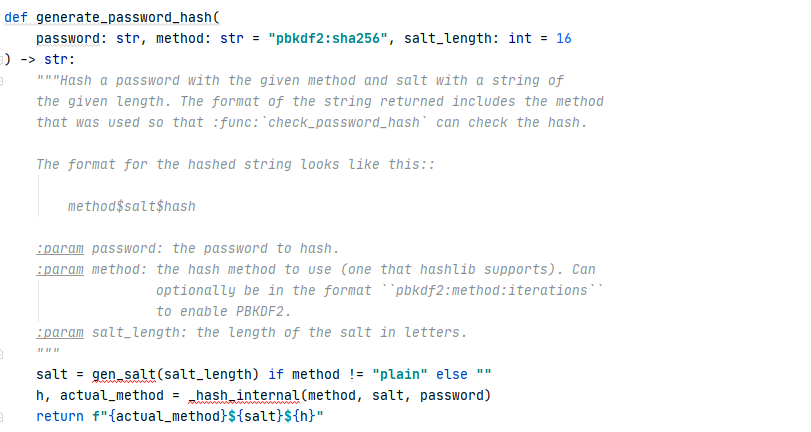 def generate_password_hash(
password: str, method: str = "pbkdf2:sha256", salt_length: int = 16
) -> str:
"""Hash a password with the given method and salt with a string of
the given length. The format of the string returned includes the method
that was used so that :func:`check_password_hash` can check the hash.
The format for the hashed string looks like this::
method$salt$hash
:param password: the password to hash.
:param method: the hash method to use (one that hashlib supports). Can
optionally be in the format ``pbkdf2:method:iterations``
to enable PBKDF2.
:param salt_length: the length of the salt in letters.
"""
salt = gen_salt(salt_length) if method != "plain" else ""
h, actual_method = _hash_internal(method, salt, password)
return f"{actual_method}${salt}${h}"